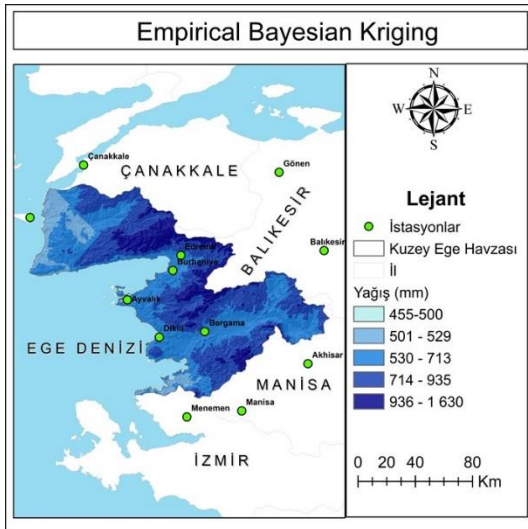 Empirical Bayesian Kriging
Çanakkale
ÇANAKKALE
Gönen
BALIKESİR
Balıkesir
Edremit
Burhaniye
Ayvalık
EGE DENİZİ
Dikili
Bergama
Akhisar
MANİSA
Menemen
Manisa
İZMİR
N
W
E
S
Lejant
İstasyonlar
Kuzey Ege Havzası
İl
Yağış (mm)
455-500
501 - 529
530 - 713
714 - 935
936 - 1 630
0 20 40 80
Km